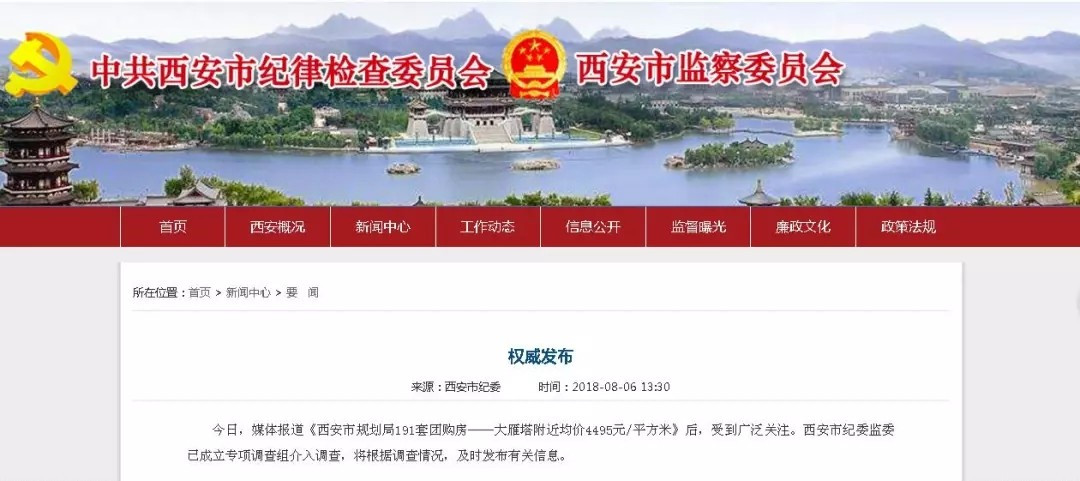 中共西安市纪律检查委员会 西安市监察委员会
首页 西安概况 新闻中心 工作动态 信息公开 监督曝光 廉政文化 政策法规
所在位置：首页 > 新闻中心 > 要 闻
权威发布
来源：西安市纪委 时间：2018-08-06 13:30
今日，媒体报道《西安市规划局191套团购房——大雁塔附近均价4495元/平方米》后，受到广泛关注。西安市纪委监委
已成立专项调查组介入调查，将根据调查情况，及时发布有关信息。